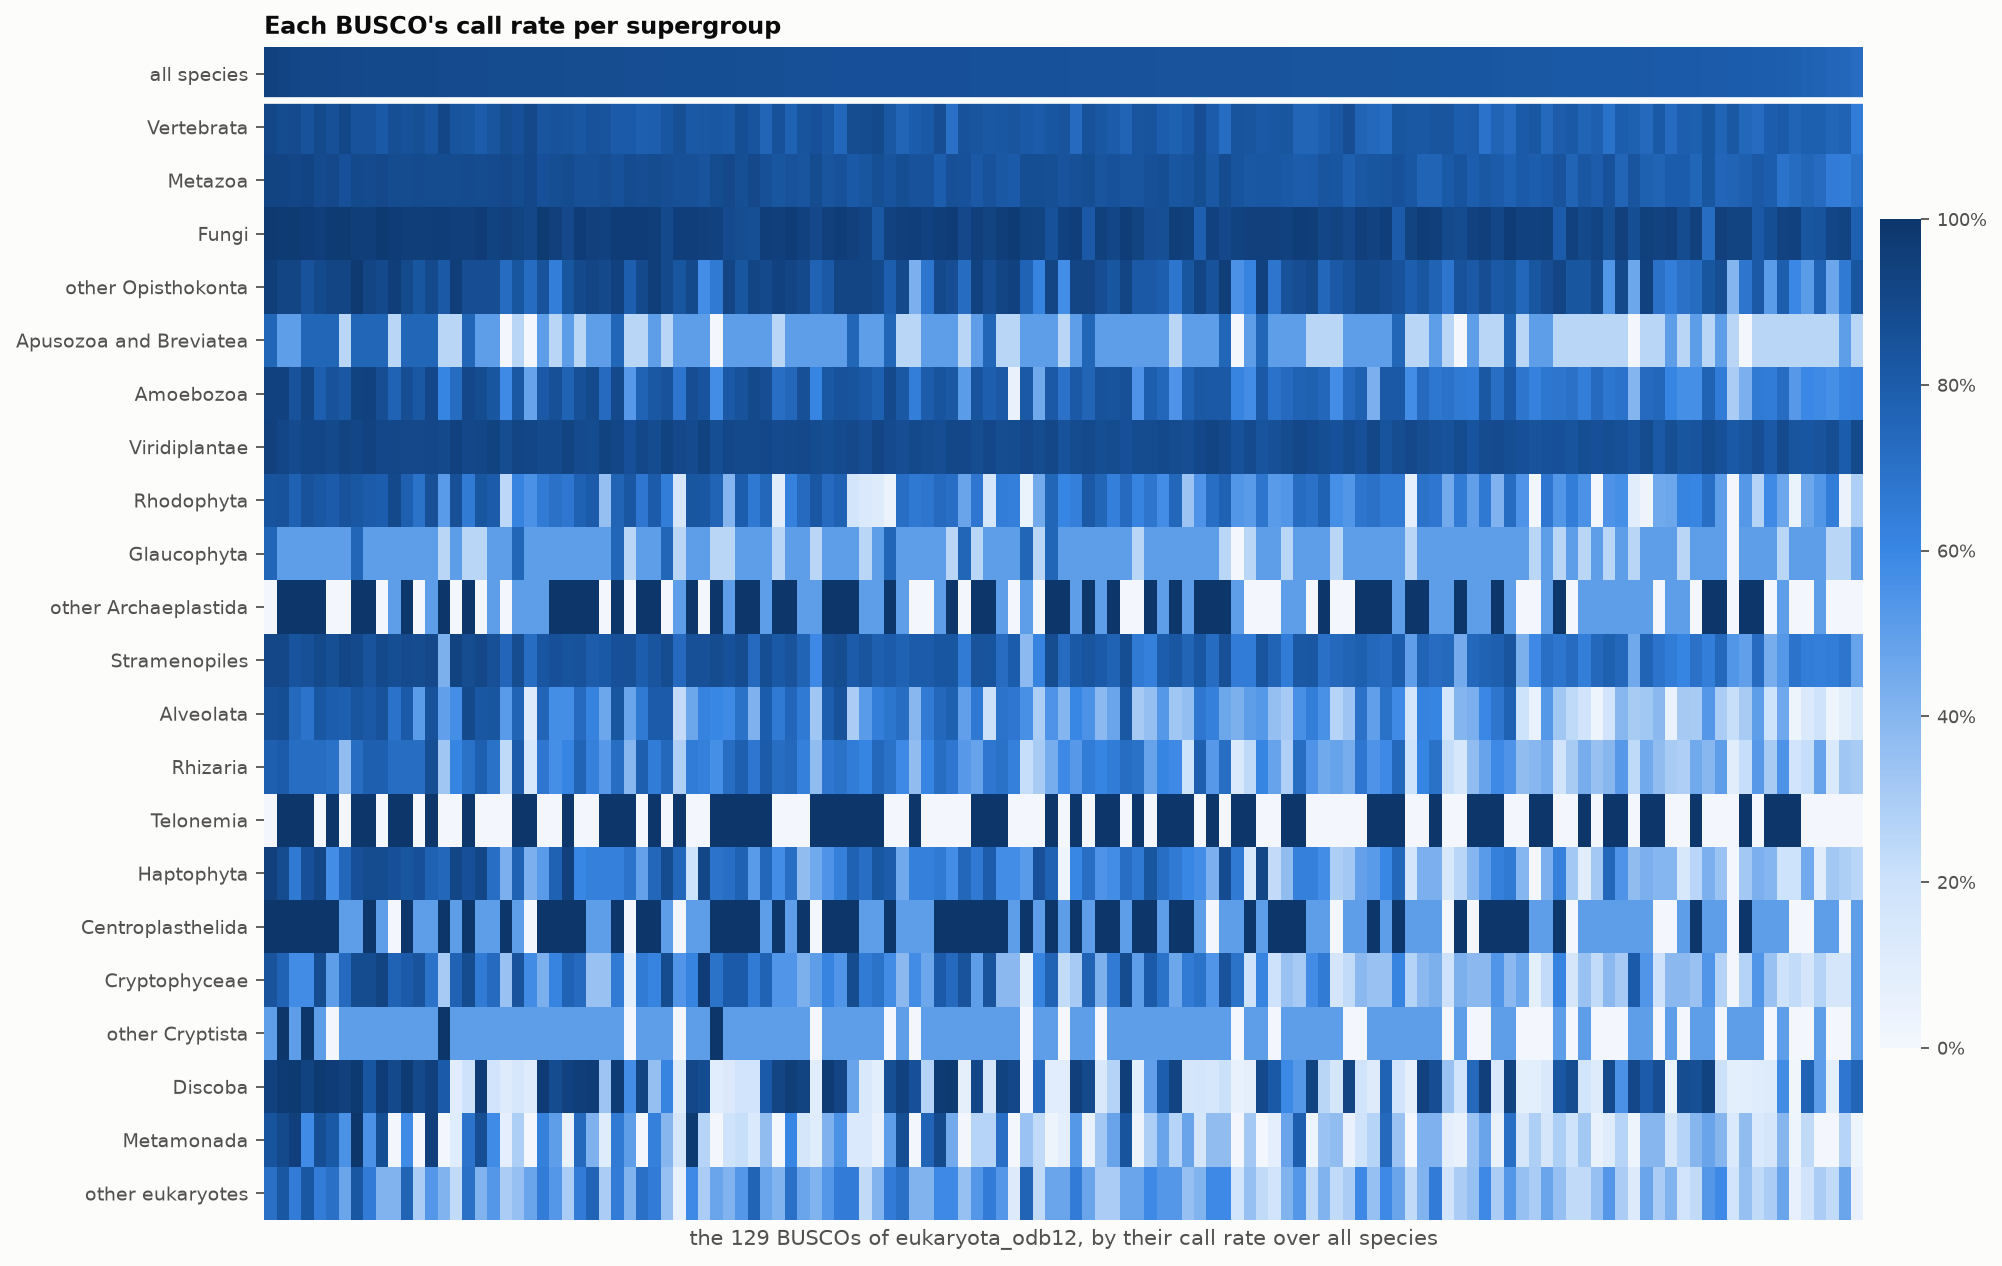 Each BUSCO's call rate per supergroup
all species
Vertebrata
Metazoa
Fungi
other Opisthokonta
Apusozoa and Breviatea
Amoebozoa
Viridiplantae
Rhodophyta
Glaucophyta
other Archaeplastida
Stramenopiles
Alveolata
Rhizaria
Telonemia
Haptophyta
Centroplasthelida
Cryptophyceae
other Cryptista
Discoba
Metamonada
other eukaryotes
the 129 BUSCOs of eukaryota_odb12, by their call rate over all species
100%
80%
60%
40%
20%
0%